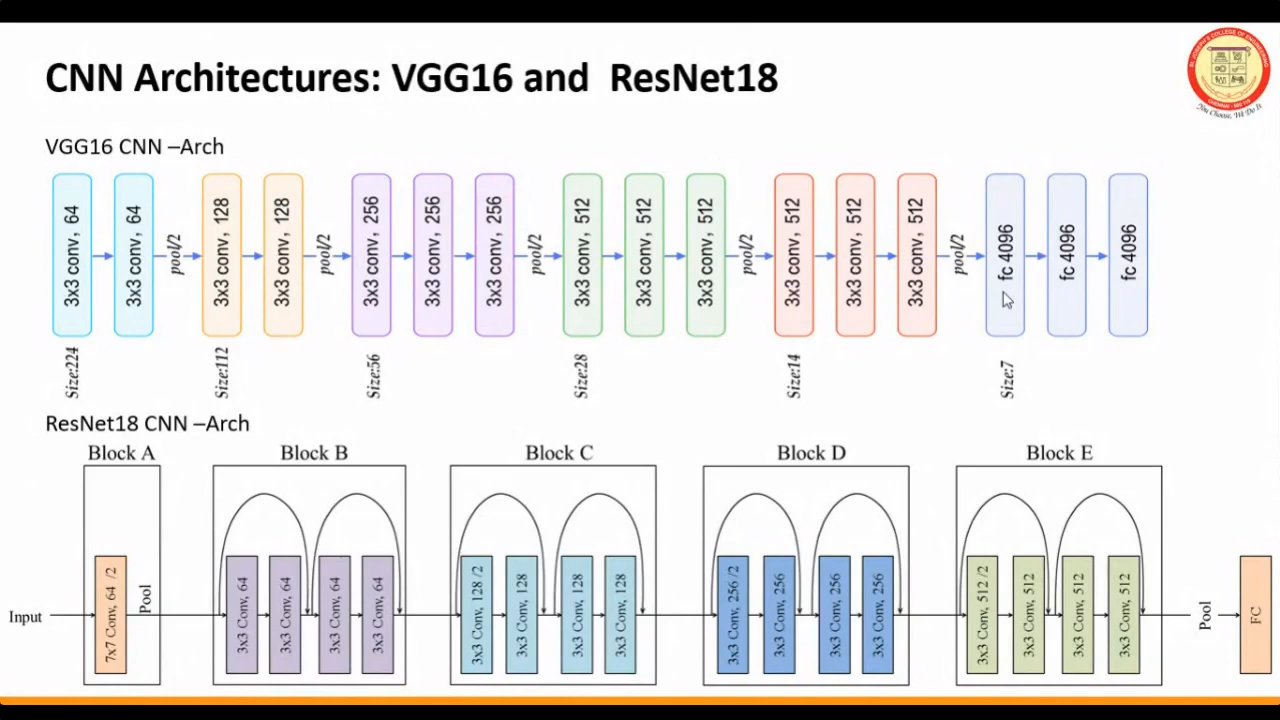 CNN Architectures: VGG16 and ResNet18
VGG16 CNN –Arch
3x3 conv, 64
3x3 conv, 64
pool/2
3x3 conv, 128
3x3 conv, 128
pool/2
3x3 conv, 256
3x3 conv, 256
3x3 conv, 256
pool/2
3x3 conv, 512
3x3 conv, 512
3x3 conv, 512
pool/2
3x3 conv, 512
3x3 conv, 512
3x3 conv, 512
pool/2
fc 4096
fc 4096
fc 4096
Size:224
Size:112
Size:56
Size:28
Size:14
Size:7
ResNet18 CNN –Arch
Block A
Block B
Block C
Block D
Block E
Input
7x7 Conv, 64 /2
Pool
3x3 Conv, 64
3x3 Conv, 64
3x3 Conv, 64
3x3 Conv, 64
3x3 Conv, 128 /2
3x3 Conv, 128
3x3 Conv, 128
3x3 Conv, 128
3x3 Conv, 256 /2
3x3 Conv, 256
3x3 Conv, 256
3x3 Conv, 256
3x3 Conv, 512 /2
3x3 Conv, 512
3x3 Conv, 512
3x3 Conv, 512
Pool
FC